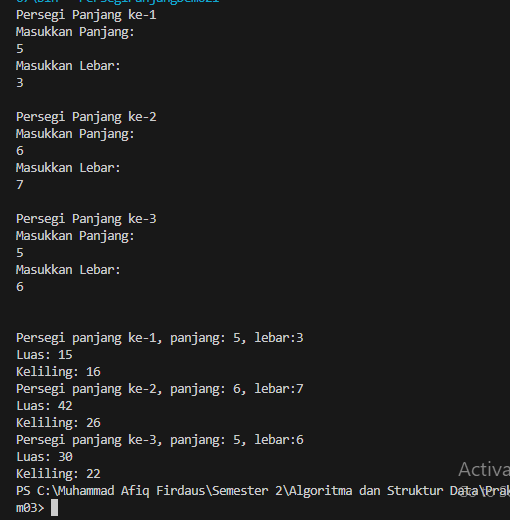 Persegi Panjang ke-1
Masukkan Panjang:
5
Masukkan Lebar:
3
Persegi Panjang ke-2
Masukkan Panjang:
6
Masukkan Lebar:
7
Persegi Panjang ke-3
Masukkan Panjang:
5
Masukkan Lebar:
6
Persegi panjang ke-1, panjang: 5, lebar:3
Luas: 15
Keliling: 16
Persegi panjang ke-2, panjang: 6, lebar:7
Luas: 42
Keliling: 26
Persegi panjang ke-3, panjang: 5, lebar:6
Luas: 30
Keliling: 22
PS C:\Muhammad Afiq Firdaus\Semester 2\Algoritma dan Struktur Data\Prak
m03>
Activa
Go to S